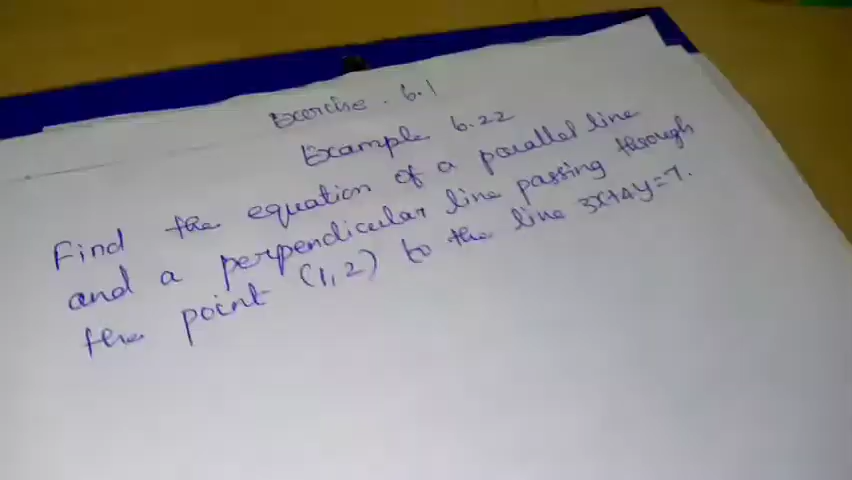 Exercise. 6.1
Example 6.22
Find the equation of a parallel line
and a perpendicular line passing through
the point (1,2) to the line 3x+4y=7.